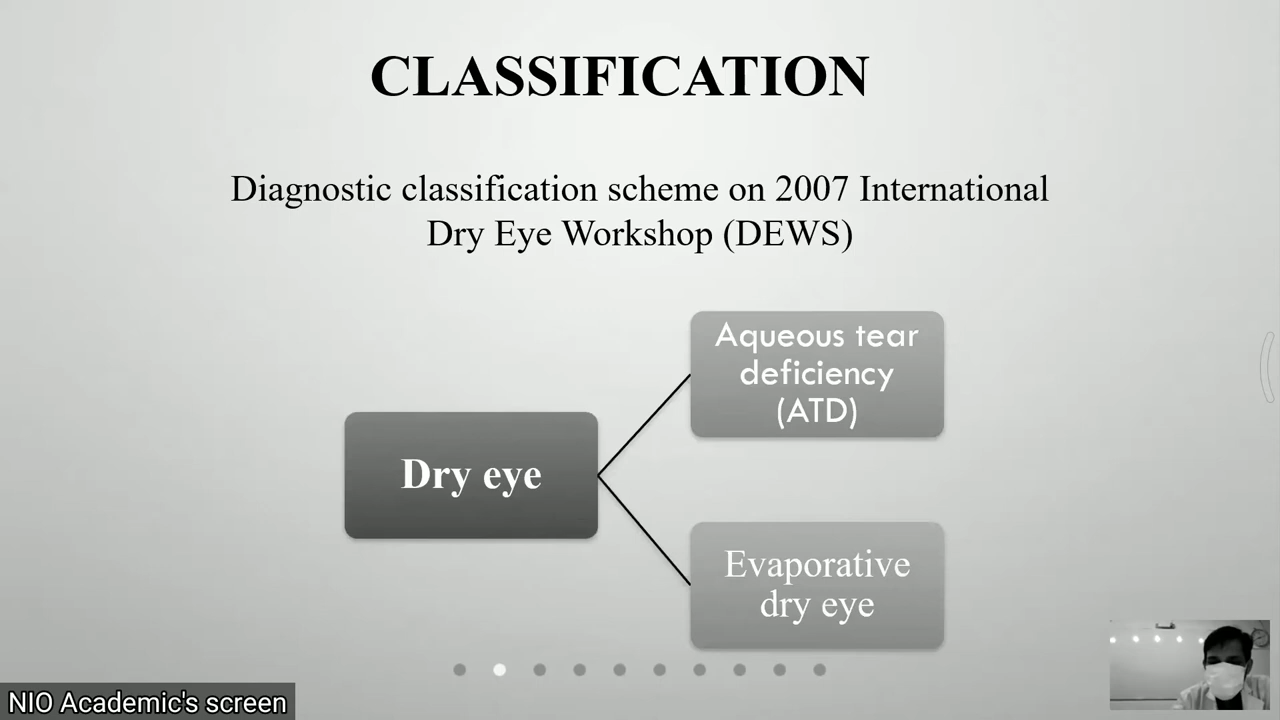 CLASSIFICATION
Diagnostic classification scheme on 2007 International
Dry Eye Workshop (DEWS)
Aqueous tear
deficiency
(ATD)
Dry eye
Evaporative
dry eye
NIO Academic's screen